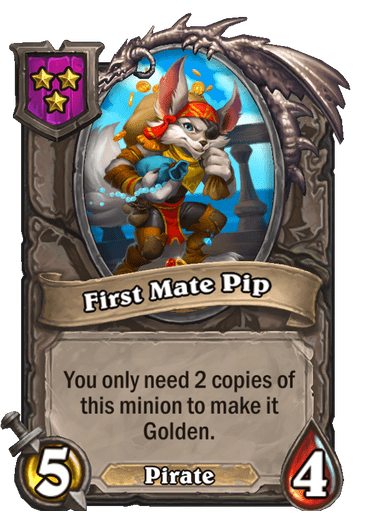 First Mate Pip
You only need 2 copies of
this minion to make it
Golden.
5
Pirate
4